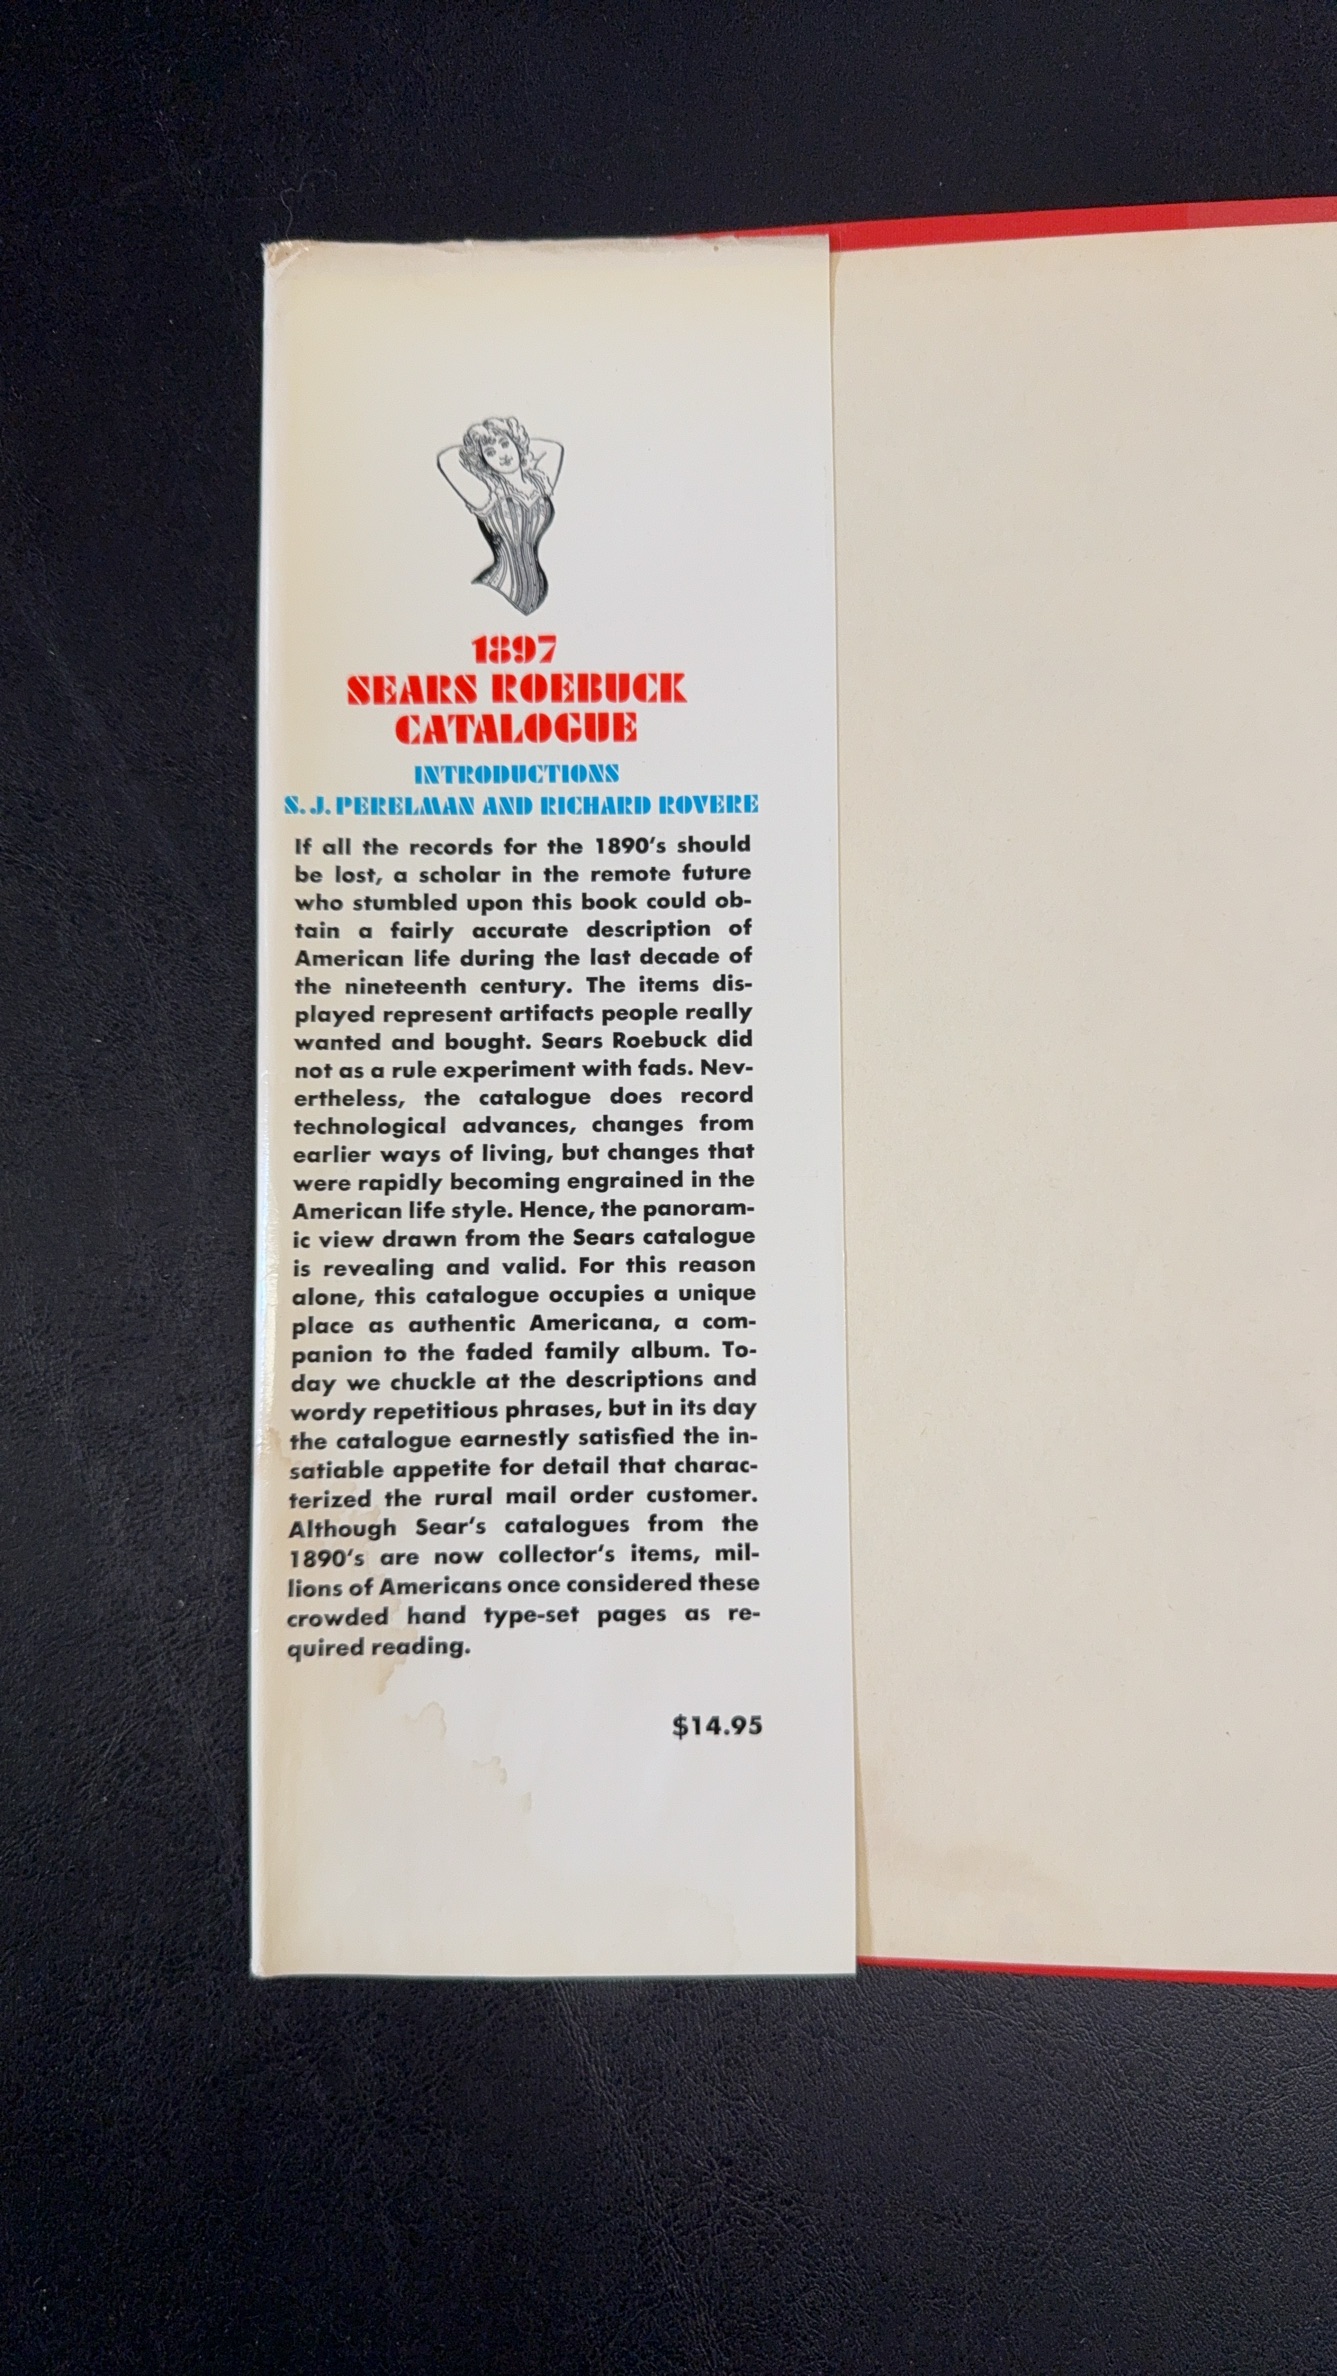 1897
SEARS ROEBUCK
CATALOGUE
INTRODUCTIONS
S. J. PERELMAN AND RICHARD ROVERE
If all the records for the 1890's should
be lost, a scholar in the remote future
who stumbled upon this book could ob-
tain a fairly accurate description of
American life during the last decade of
the nineteenth century. The items dis-
played represent artifacts people really
wanted and bought. Sears Roebuck did
not as a rule experiment with fads. Nev-
ertheless, the catalogue does record
technological advances, changes from
earlier ways of living, but changes that
were rapidly becoming engrained in the
American life style. Hence, the panoram-
ic view drawn from the Sears catalogue
is revealing and valid. For this reason
alone, this catalogue occupies a unique
place as authentic Americana, a com-
panion to the faded family album. To-
day we chuckle at the descriptions and
wordy repetitious phrases, but in its day
the catalogue earnestly satisfied the in-
satiable appetite for detail that charac-
terized the rural mail order customer.
Although Sear's catalogues from the
1890's are now collector's items, mil-
lions of Americans once considered these
crowded hand type-set pages as re-
quired reading.
$14.95